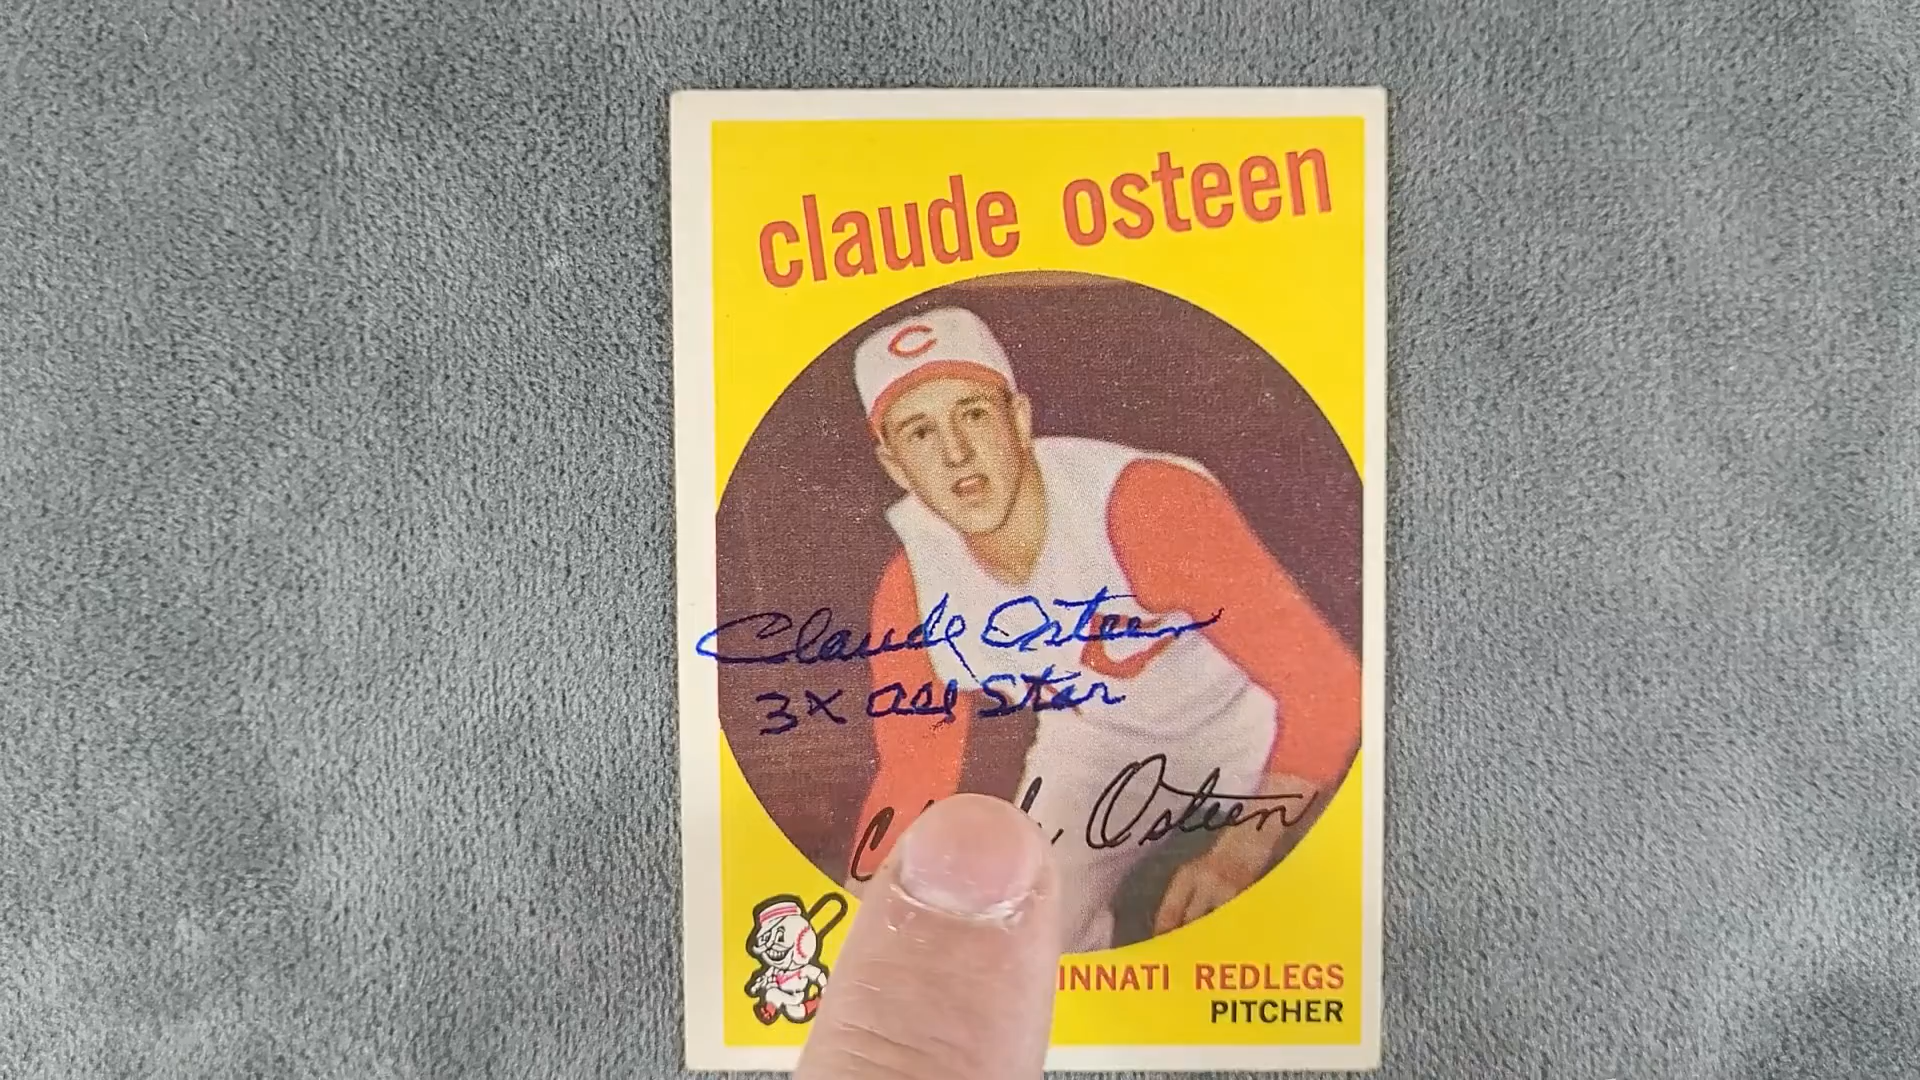 claude osteen
C
Claude Osteen
3X All Star
Osteen
INNATI REDLEGS
PITCHER